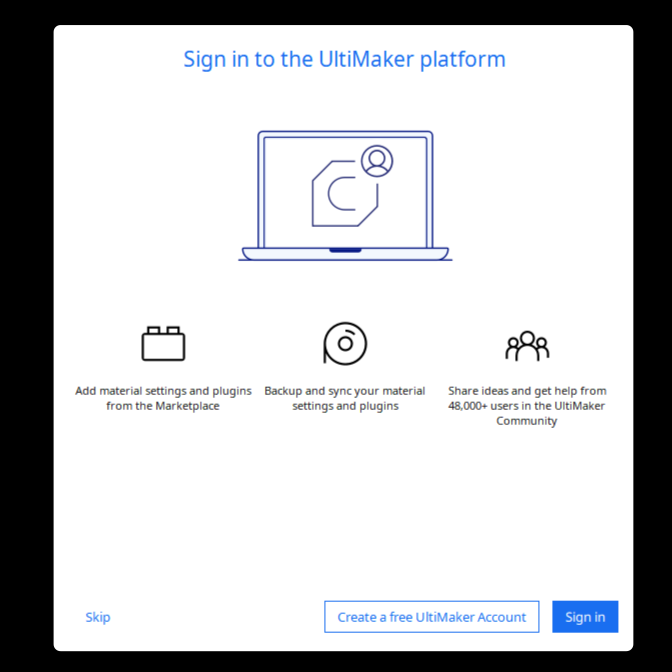 Sign in to the UltiMaker platform
Add material settings and plugins
from the Marketplace
Backup and sync your material
settings and plugins
Share ideas and get help from
48,000+ users in the UltiMaker
Community
Skip
Create a free UltiMaker Account
Sign in